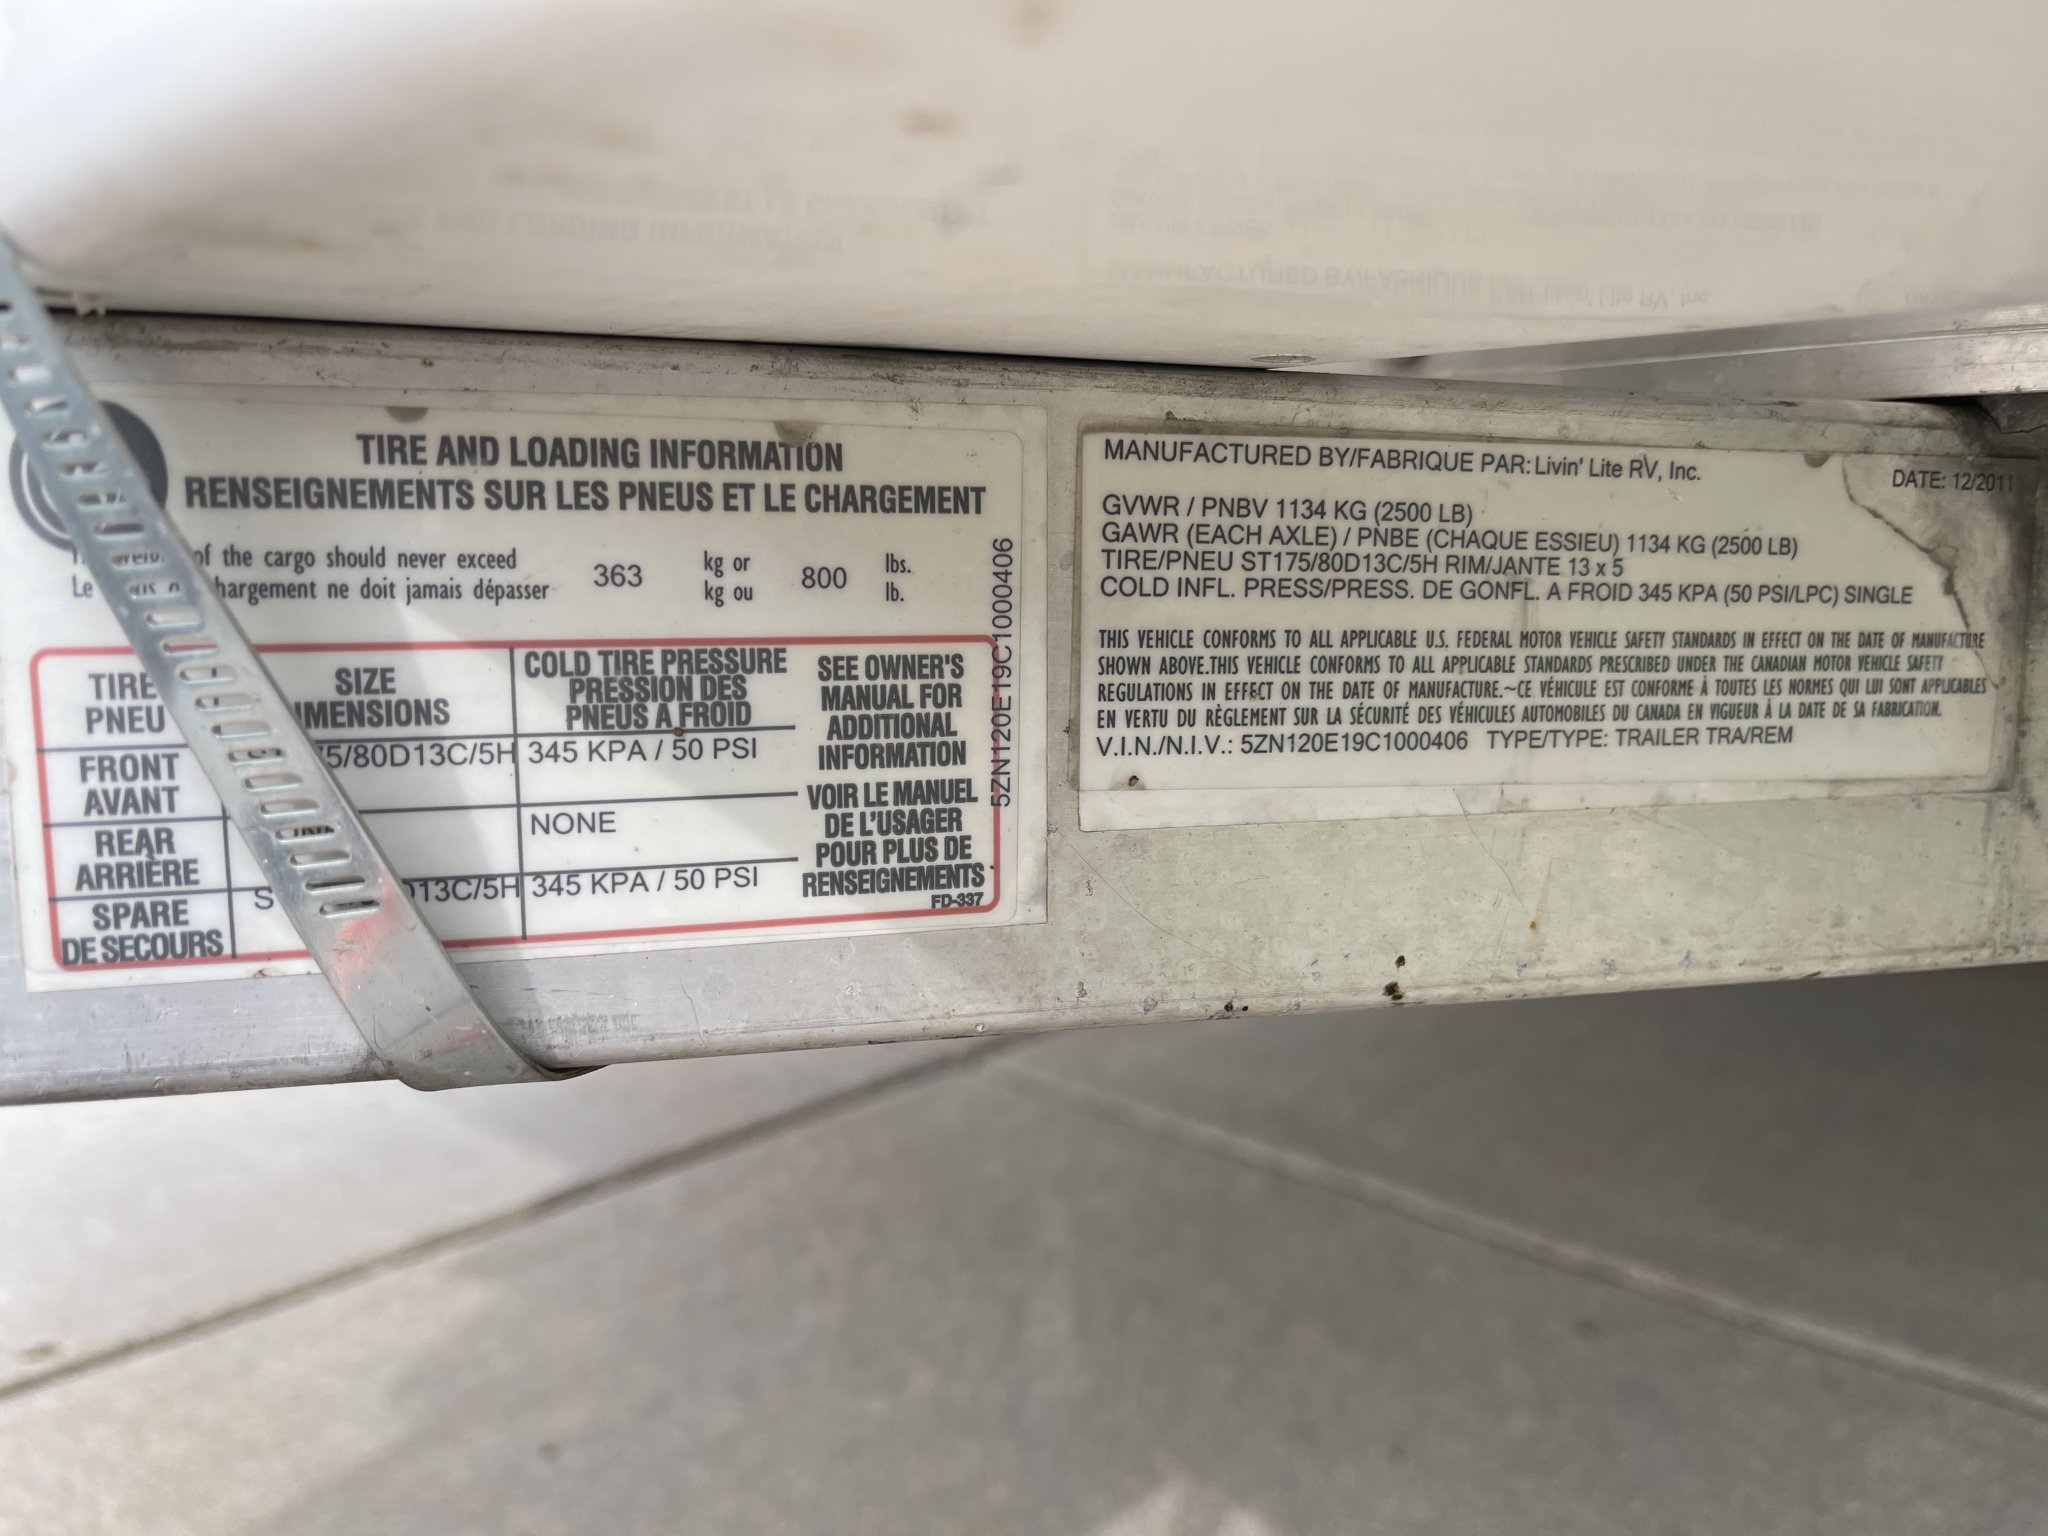 TIRE AND LOADING INFORMATION
RENSEIGNEMENTS SUR LES PNEUS ET LE CHARGEMENT
of the cargo should never exceed 363 kg or 800 lbs.
Le hargement ne doit jamais dépasser kg ou lb.
TIRE
PNEU
SIZE
IMENSIONS
COLD TIRE PRESSURE
PRESSION DES
PNEUS A FROID
FRONT
AVANT
5/80D13C/5H
345 KPA / 50 PSI
REAR
ARRIÈRE
NONE
SPARE
DE SECOURS
S D13C/5H
345 KPA / 50 PSI
SEE OWNER'S
MANUAL FOR
ADDITIONAL
INFORMATION
VOIR LE MANUEL
DE L'USAGER
POUR PLUS DE
RENSEIGNEMENTS
FD-337
5ZN120E19C1000406
MANUFACTURED BY/FABRIQUE PAR: Livin' Lite RV, Inc. DATE: 12/2011
GVWR / PNBV 1134 KG (2500 LB)
GAWR (EACH AXLE) / PNBE (CHAQUE ESSIEU) 1134 KG (2500 LB)
TIRE/PNEU ST175/80D13C/5H RIM/JANTE 13 x 5
COLD INFL. PRESS/PRESS. DE GONFL. A FROID 345 KPA (50 PSI/LPC) SINGLE
THIS VEHICLE CONFORMS TO ALL APPLICABLE U.S. FEDERAL MOTOR VEHICLE SAFETY STANDARDS IN EFFECT ON THE DATE OF MANUFACTURE
SHOWN ABOVE.THIS VEHICLE CONFORMS TO ALL APPLICABLE STANDARDS PRESCRIBED UNDER THE CANADIAN MOTOR VEHICLE SAFETY
REGULATIONS IN EFFECT ON THE DATE OF MANUFACTURE.~CE VÉHICULE EST CONFORME À TOUTES LES NORMES QUI LUI SONT APPLICABLES
EN VERTU DU RÈGLEMENT SUR LA SÉCURITÉ DES VÉHICULES AUTOMOBILES DU CANADA EN VIGUEUR À LA DATE DE SA FABRICATION.
V.I.N./N.I.V.: 5ZN120E19C1000406 TYPE/TYPE: TRAILER TRA/REM